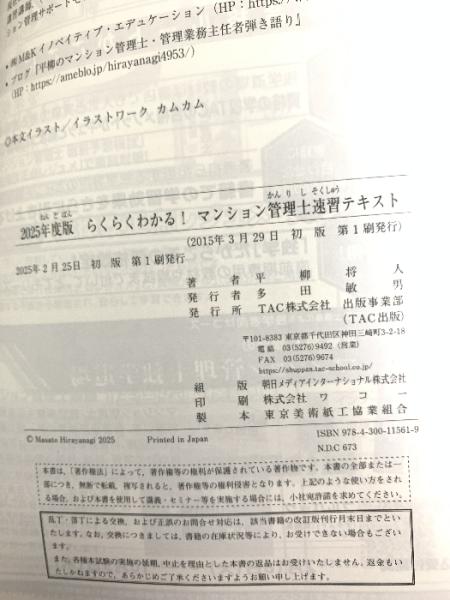 講習講師、
ション管理サポートセ
●㈱M&Kイノベイティブ・エデュケーション(HP:https://
●ブログ『平柳のマンション管理士・管理業務主任者弾き語り』
(HP:https://ameblo.jp/hirayanagi4953/)
◎本文イラスト/イラストワーク カムカム
2025年度版 らくらくわかる! マンション管理士速習テキスト
(2015年3月29日 初 版 第1刷発行)
2025年2月25日 初 版 第1刷発行
著者 平柳将人
発行者 多田敏男
発行所 TAC株式会社 出版事業部
(TAC出版)
〒101-8383 東京都千代田区神田三崎町3-2-18
電話 03(5276)9492(営業)
FAX 03(5276)9674
https://shuppan.tac-school.co.jp
組版 朝日メディアインターナショナル株式会社
印刷 株式会社ワコー
製本 東京美術紙工協業組合
© Masato Hirayanagi 2025 Printed in Japan
ISBN 978-4-300-11561-9
N.D.C 673
本書は、「著作権法」によって、著作権等の権利が保護されている著作物です。本書の全部または一
部につき、無断で転載、複写されると、著作権等の権利侵害となります。上記のような使い方をされ
る場合、および本書を使用して講義・セミナー等を実施する場合には、小社宛許諾を求めてください。
乱丁・落丁による交換、および正誤のお問合せ対応は、該当書籍の改訂版刊行月末日までといた
します。なお、交換につきましては、書籍の在庫状況等により、お受けできない場合もござい
ます。
また、各種本試験の実施の延期、中止を理由とした本書の返品はお受けいたしません。返金もい
たしかねますので、あらかじめご了承くださいますようお願い申し上げます。